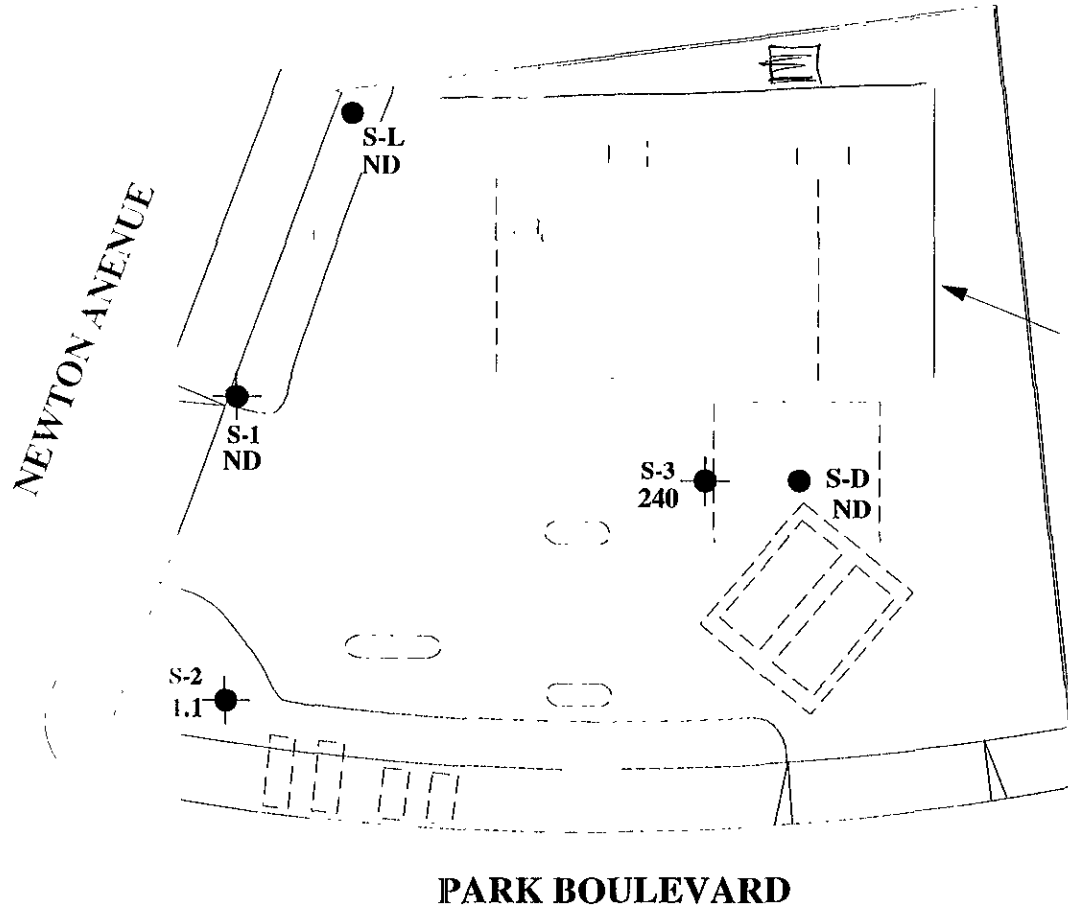 S-L
ND
NEWTON ANENUE
S-1
ND
S-3
240
S-D
ND
S-2
1.1
PARK BOULEVARD